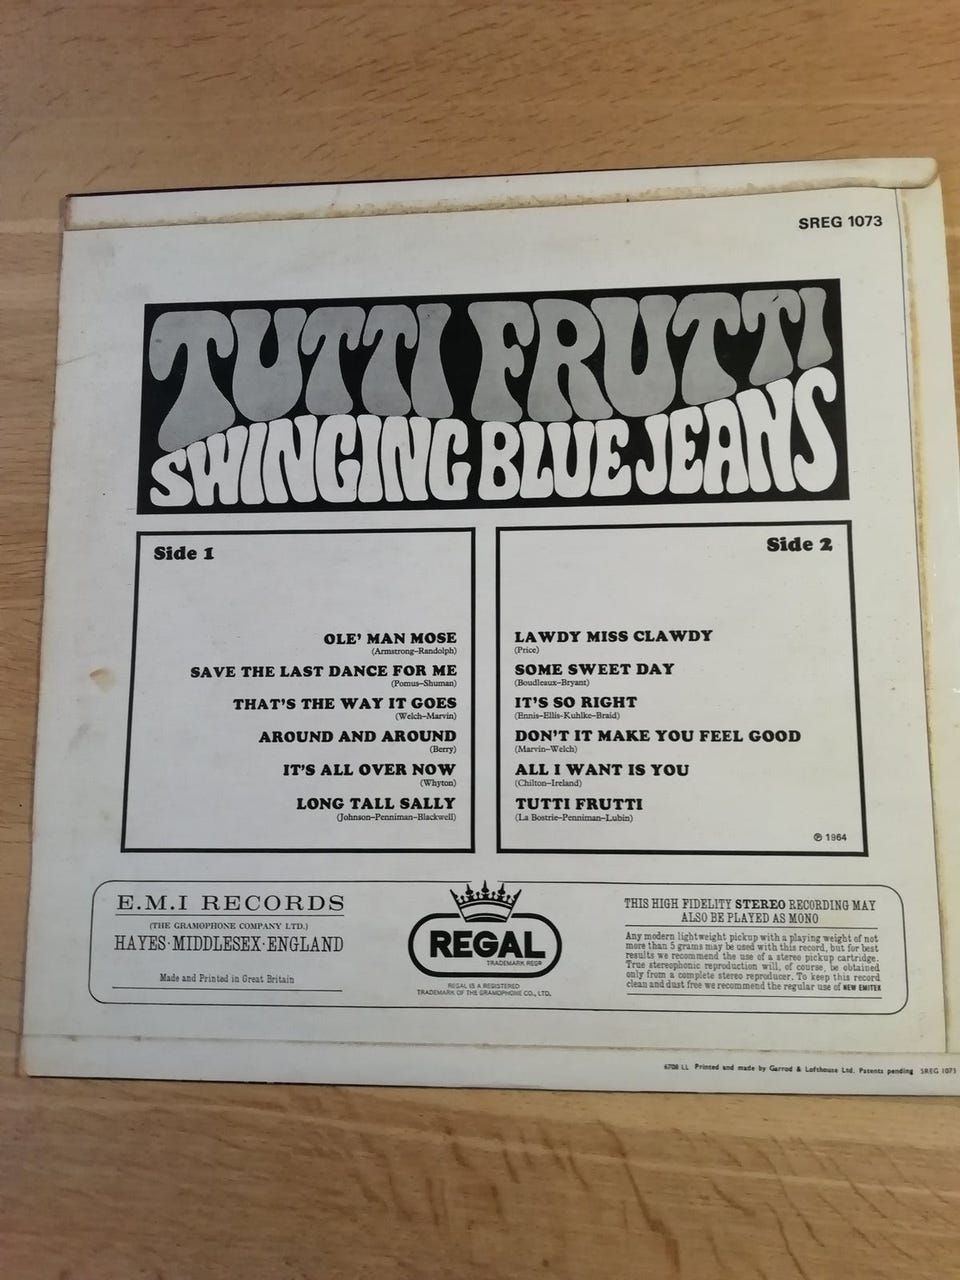 SREG 1073
TUTTI FRUTTI
SWINGING BLUE JEANS
Side 1
OLE' MAN MOSE
(Armstrong–Randolph)
SAVE THE LAST DANCE FOR ME
(Pomus–Shuman)
THAT'S THE WAY IT GOES
(Welch–Marvin)
AROUND AND AROUND
(Berry)
IT'S ALL OVER NOW
(Whyton)
LONG TALL SALLY
(Johnson–Penniman–Blackwell)
Side 2
LAWDY MISS CLAWDY
(Price)
SOME SWEET DAY
(Boudleaux–Bryant)
IT'S SO RIGHT
(Ennis–Ellis–Kuhlke–Braid)
DON'T IT MAKE YOU FEEL GOOD
(Marvin–Welch)
ALL I WANT IS YOU
(Chilton–Ireland)
TUTTI FRUTTI
(La Bostrie–Penniman–Lubin)
℗ 1964
E.M.I RECORDS
(THE GRAMOPHONE COMPANY LTD.)
HAYES·MIDDLESEX·ENGLAND
Made and Printed in Great Britain
REGAL
TRADEMARK REGD
REGAL IS A REGISTERED
TRADEMARK OF THE GRAMOPHONE CO., LTD.
THIS HIGH FIDELITY STEREO RECORDING MAY
ALSO BE PLAYED AS MONO
Any modern lightweight pickup with a playing weight of not
more than 5 grams may be used with this record, but for best
results we recommend the use of a stereo pickup cartridge.
True stereophonic reproduction will, of course, be obtained
only from a complete stereo reproducer. To keep this record
clean and dust free we recommend the regular use of NEW EMITEX
6708 LL Printed and made by Garrod & Lofthouse Ltd. Patents pending SREG 1073